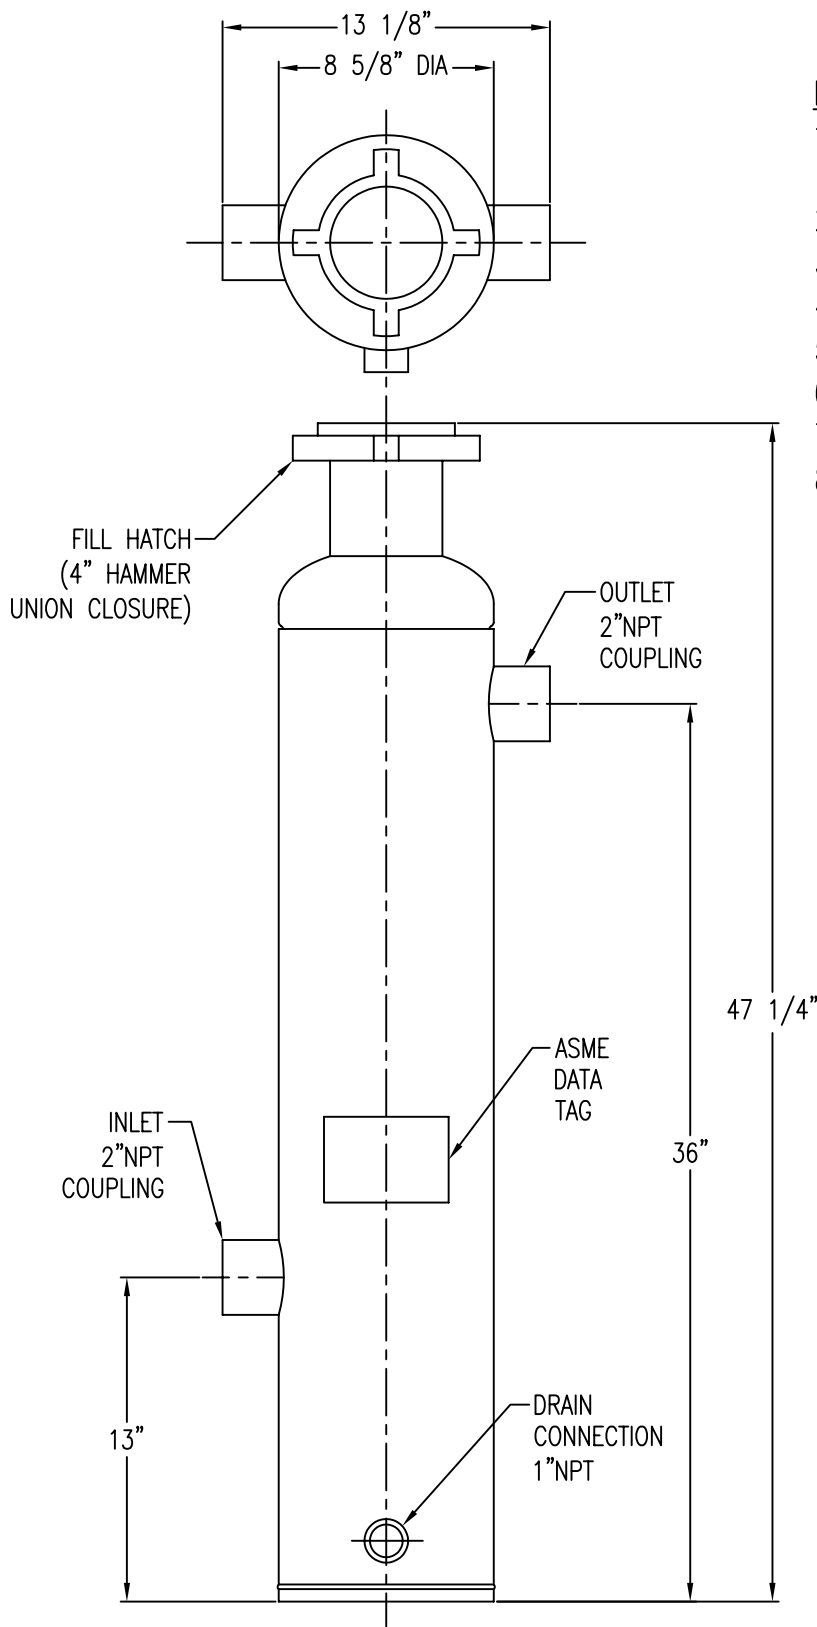 13 1/8”
8 5/8” DIA
FILL HATCH
(4” HAMMER
UNION CLOSURE)
OUTLET
2”NPT
COUPLING
47 1/4”
ASME
DATA
TAG
INLET
2”NPT
COUPLING
36”
13”
DRAIN
CONNECTION
1”NPT